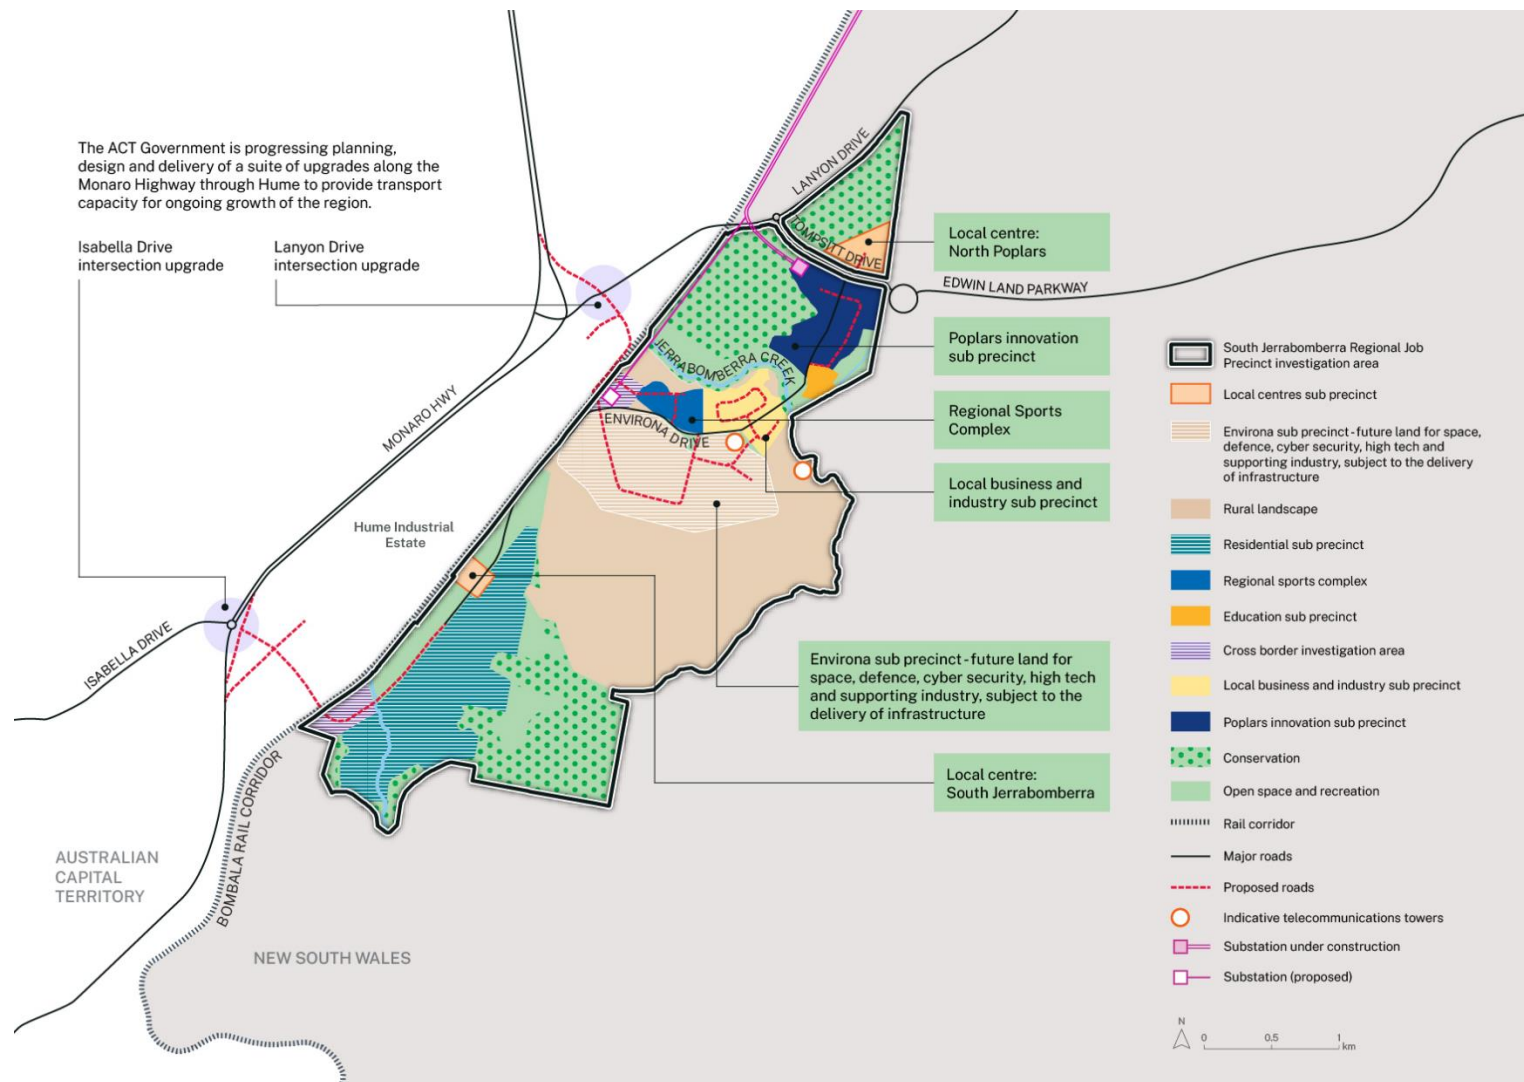 The ACT Government is progressing planning,
design and delivery of a suite of upgrades along the
Monaro Highway through Hume to provide transport
capacity for ongoing growth of the region.
Isabella Drive
intersection upgrade
Lanyon Drive
intersection upgrade
LANYON DRIVE
TOMPSITT DRIVE
EDWIN LAND PARKWAY
JERRABOMBERRA CREEK
MONARO HWY
ENVIRONA DRIVE
Hume Industrial
Estate
ISABELLA DRIVE
BOMBALA RAIL CORRIDOR
AUSTRALIAN
CAPITAL
TERRITORY
NEW SOUTH WALES
Local centre:
North Poplars
Poplars innovation
sub precinct
Regional Sports
Complex
Local business and
industry sub precinct
Environa sub precinct - future land for
space, defence, cyber security, high tech
and supporting industry, subject to the
delivery of infrastructure
Local centre:
South Jerrabomberra
South Jerrabomberra Regional Job
Precinct investigation area
Local centres sub precinct
Environa sub precinct - future land for space,
defence, cyber security, high tech and
supporting industry, subject to the delivery
of infrastructure
Rural landscape
Residential sub precinct
Regional sports complex
Education sub precinct
Cross border investigation area
Local business and industry sub precinct
Poplars innovation sub precinct
Conservation
Open space and recreation
Rail corridor
Major roads
Proposed roads
Indicative telecommunications towers
Substation under construction
Substation (proposed)
N
0 0.5 1
km